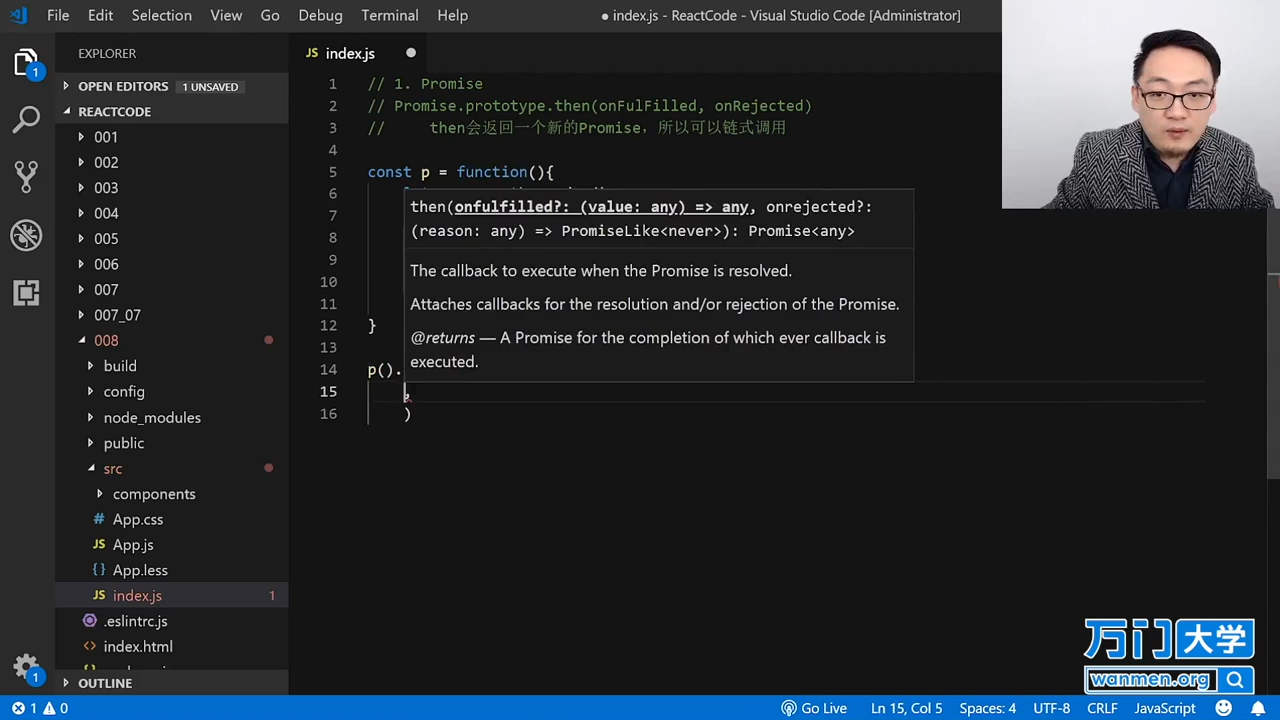 File Edit Selection View Go Debug Terminal Help
● index.js - ReactCode - Visual Studio Code [Administrator]
EXPLORER
OPEN EDITORS 1 UNSAVED
REACTCODE
001
002
003
004
005
006
007
007_07
008
build
config
node_modules
public
src
components
# App.css
JS App.js
{} App.less
JS index.js 1
.eslintrc.js
<> index.html
OUTLINE
1
1
JS index.js ●
1 // 1. Promise
2 // Promise.prototype.then(onFulFilled, onRejected)
3 // then会返回一个新的Promise, 所以可以链式调用
4
5 const p = function(){
6
7
8
9
10
11
12 }
13
14 p().
15 ,
16 )
then(onfulfilled?: (value: any) => any, onrejected?:
(reason: any) => PromiseLike<never>): Promise<any>
The callback to execute when the Promise is resolved.
Attaches callbacks for the resolution and/or rejection of the Promise.
@returns — A Promise for the completion of which ever callback is
executed.
万门大学
wanmen.org
1 0 Go Live Ln 15, Col 5 Spaces: 4 UTF-8 CRLF JavaScript